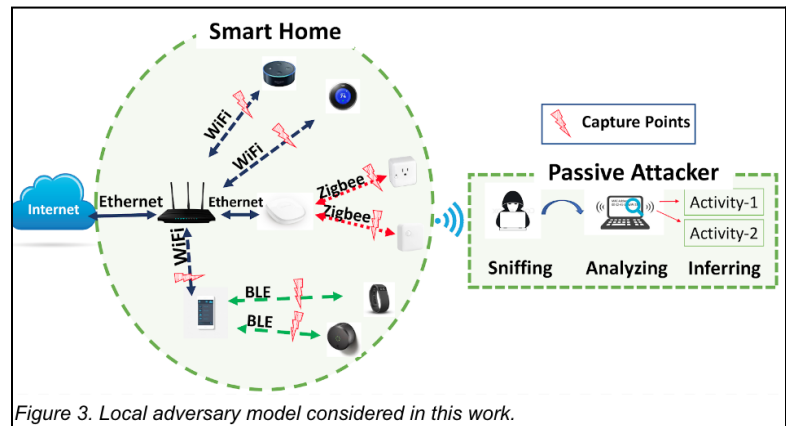 Smart Home
WiFi
WiFi
Capture Points
Passive Attacker
Internet
Ethernet
Ethernet
Zigbee
Zigbee
Activity-1
Activity-2
WiFi
Sniffing
Analyzing
Inferring
BLE
BLE
Figure 3. Local adversary model considered in this work.